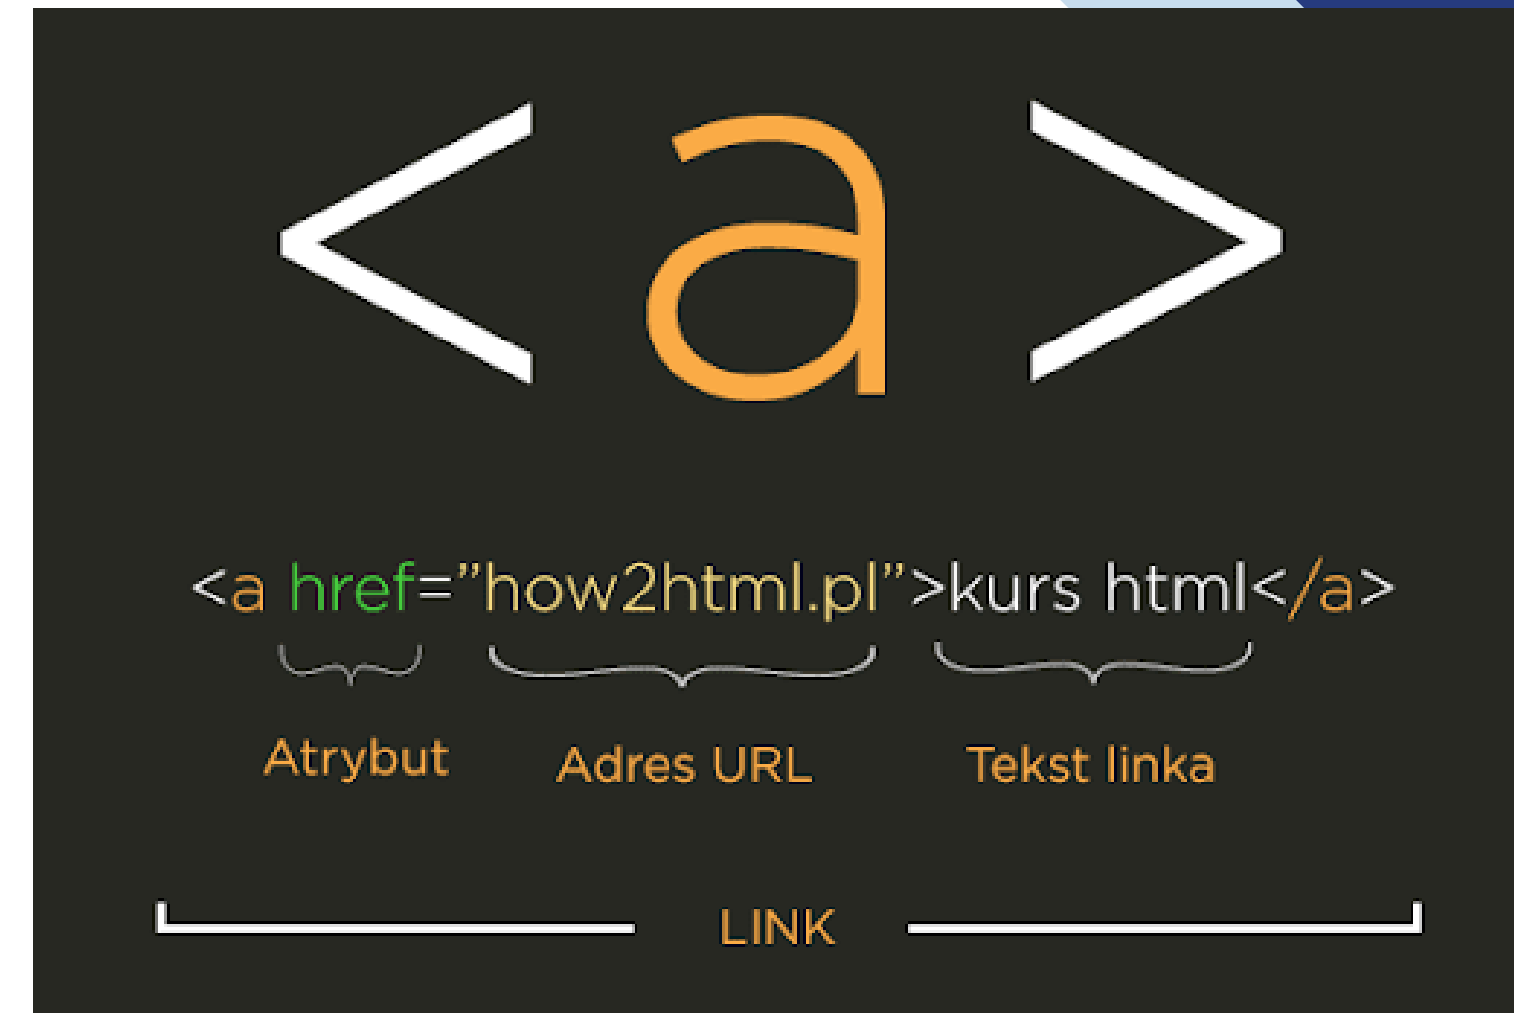 <a>
<a href=”how2html.pl”>kurs html</a>
Atrybut Adres URL Tekst linka
LINK